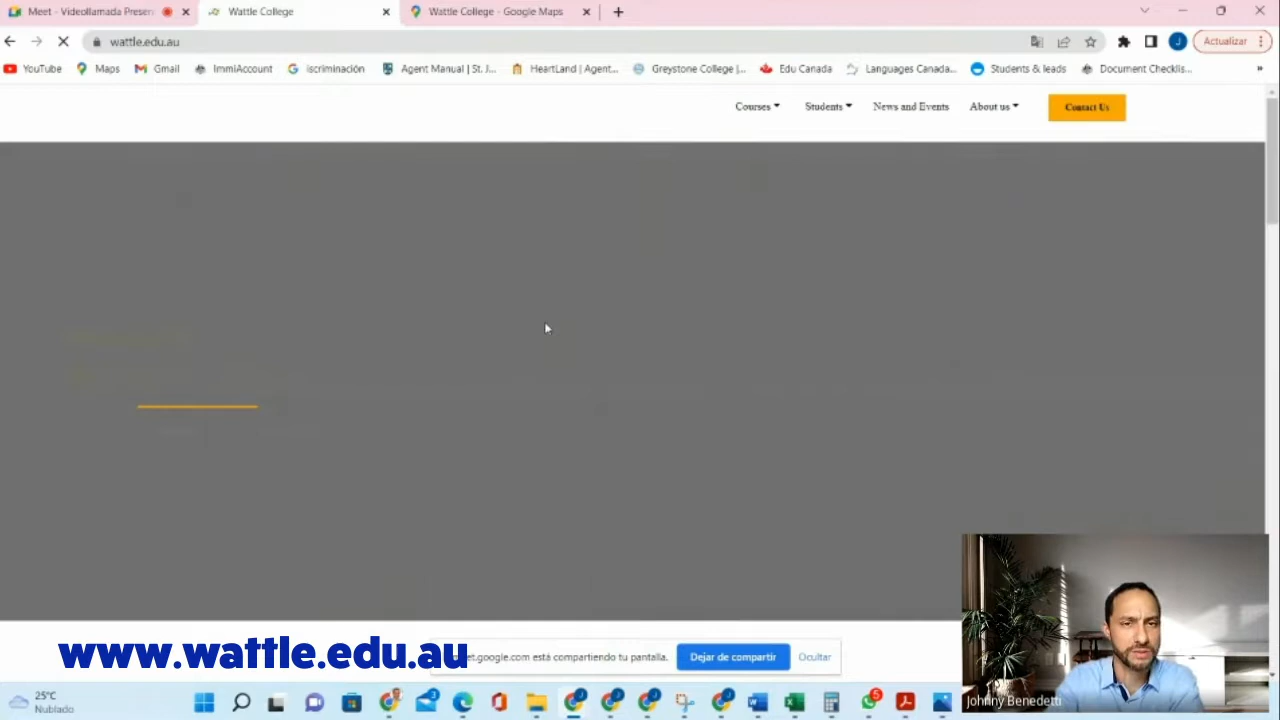 Meet - Videollamada Presen
Wattle College
Wattle College - Google Maps
wattle.edu.au
Actualizar
YouTube
Maps
Gmail
ImmiAccount
iscriminación
Agent Manual | St. J...
HeartLand | Agent...
Greystone College |...
Edu Canada
Languages Canada...
Students & leads
Document Checklis...
»
Courses
Students
News and Events
About us
Contact Us
www.wattle.edu.au
et.google.com está compartiendo tu pantalla.
Dejar de compartir
Ocultar
Johnny Benedetti
25°C
Nublado
5